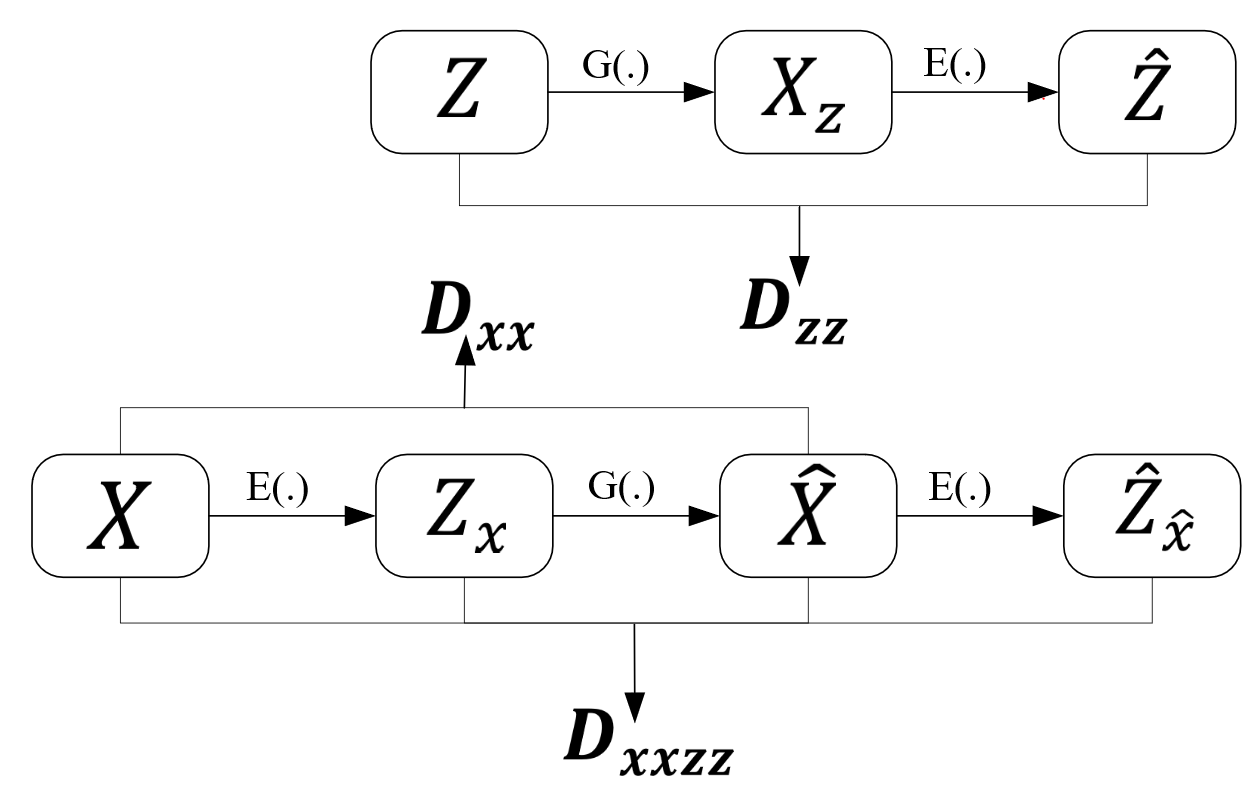 Z G(.) X_z E(.) Ẑ
D_xx D_zz
X E(.) Z_x G(.) X̂ E(.) Ẑ_x̂
D_xxzz